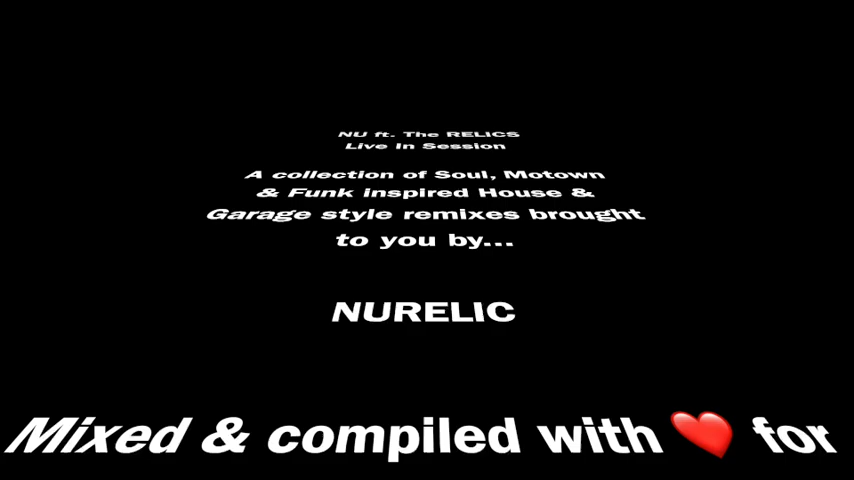 NU ft. The RELICS
Live In Session
A collection of Soul, Motown
& Funk inspired House &
Garage style remixes brought
to you by...
NURELIC
Mixed & compiled with ❤️ for